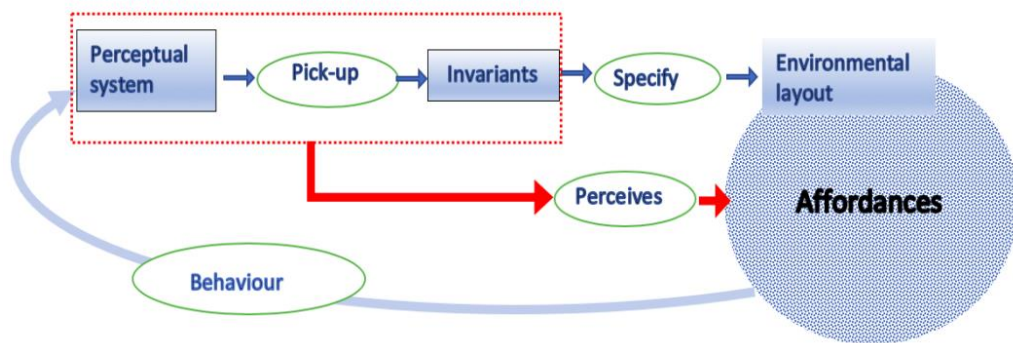 Perceptual
system
Pick-up
Invariants
Specify
Environmental
layout
Perceives
Affordances
Behaviour